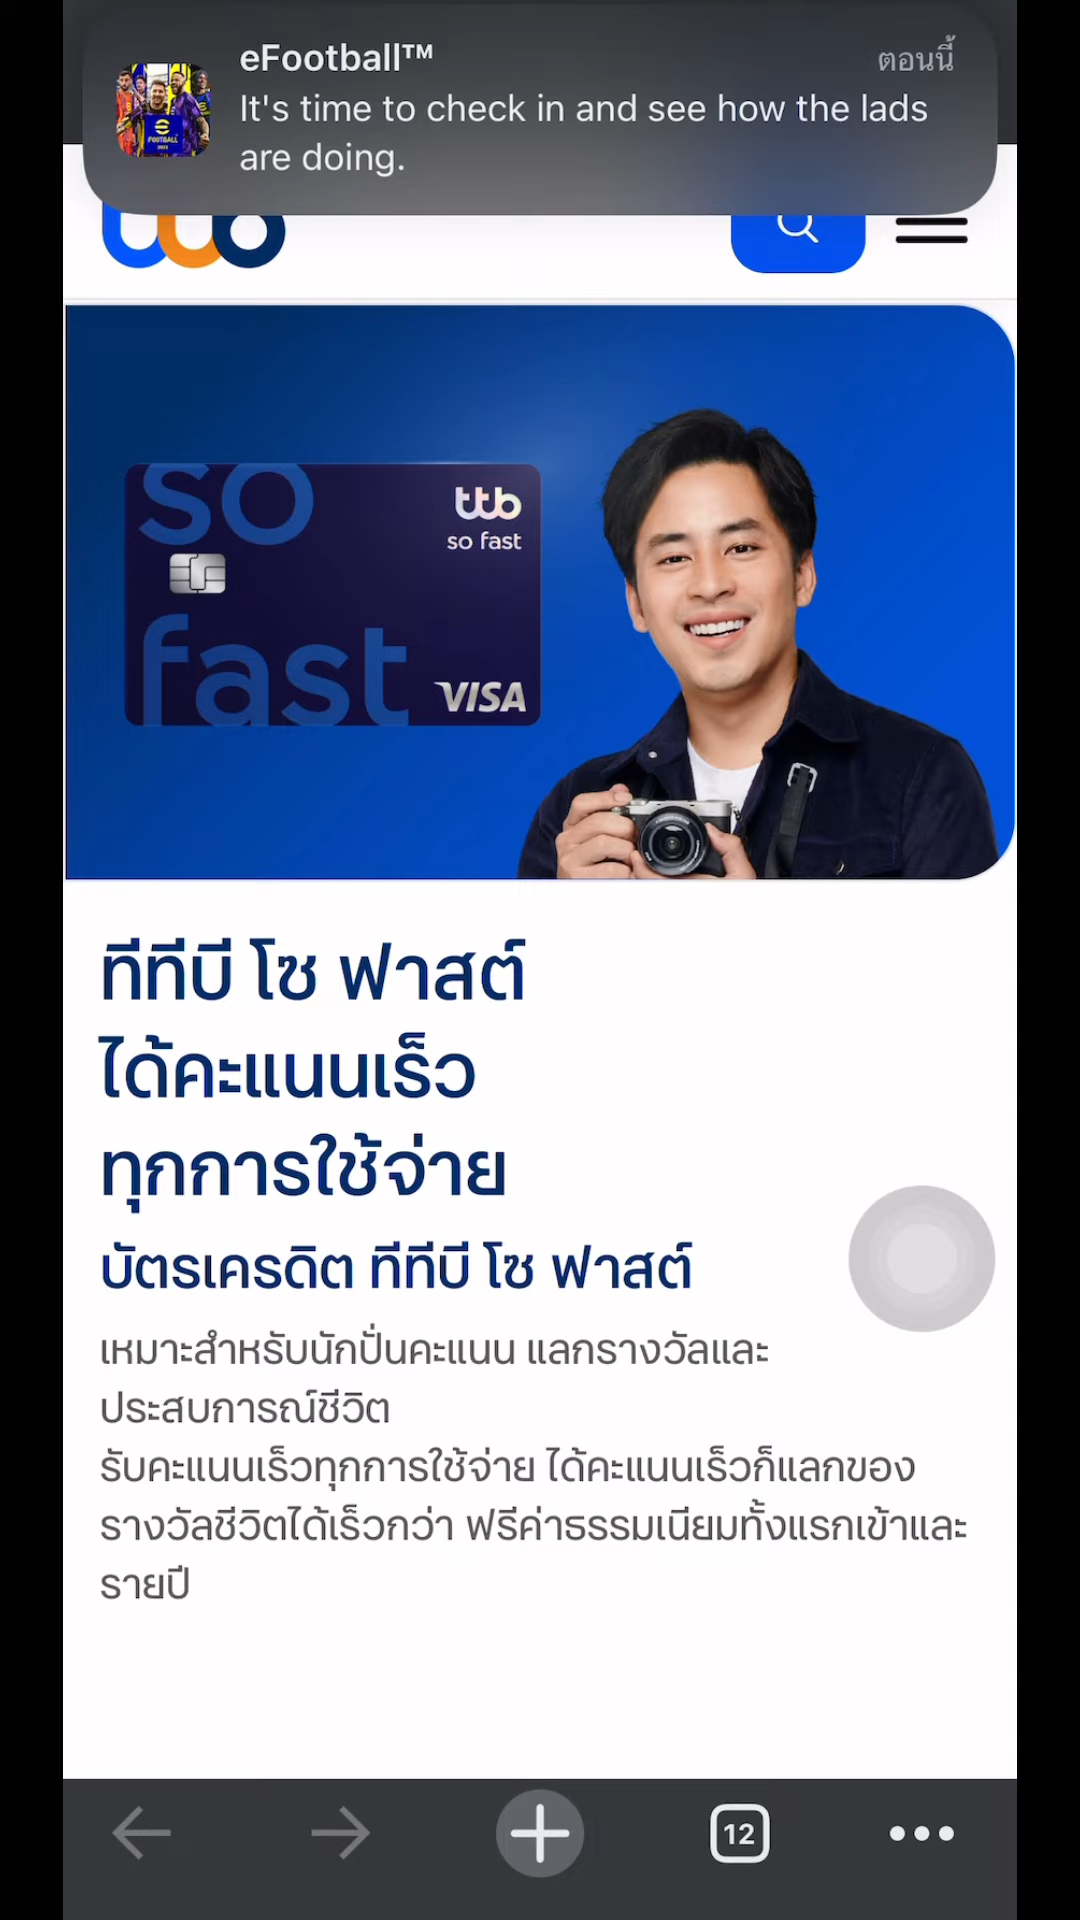 eFootball™
ตอนนี้
It's time to check in and see how the lads
are doing.
ttb
so
fast
ttb
so fast
VISA
ทีทีบี โซ ฟาสต์
ได้คะแนนเร็ว
ทุกการใช้จ่าย
บัตรเครดิต ทีทีบี โซ ฟาสต์
เหมาะสำหรับนักปั่นคะแนน แลกรางวัลและ
ประสบการณ์ชีวิต
รับคะแนนเร็วทุกการใช้จ่าย ได้คะแนนเร็วก็แลกของ
รางวัลชีวิตได้เร็วกว่า ฟรีค่าธรรมเนียมทั้งแรกเข้าและ
รายปี
12